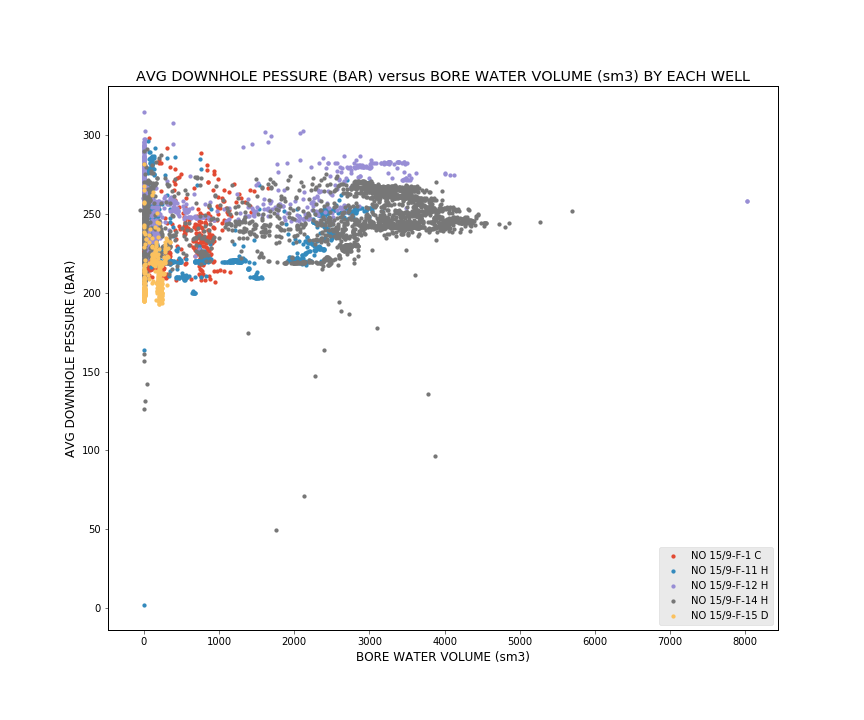 AVG DOWNHOLE PESSURE (BAR) versus BORE WATER VOLUME (sm3) BY EACH WELL
AVG DOWNHOLE PESSURE (BAR)
300
250
200
150
100
50
0
0 1000 2000 3000 4000 5000 6000 7000 8000
BORE WATER VOLUME (sm3)
NO 15/9-F-1 C
NO 15/9-F-11 H
NO 15/9-F-12 H
NO 15/9-F-14 H
NO 15/9-F-15 D